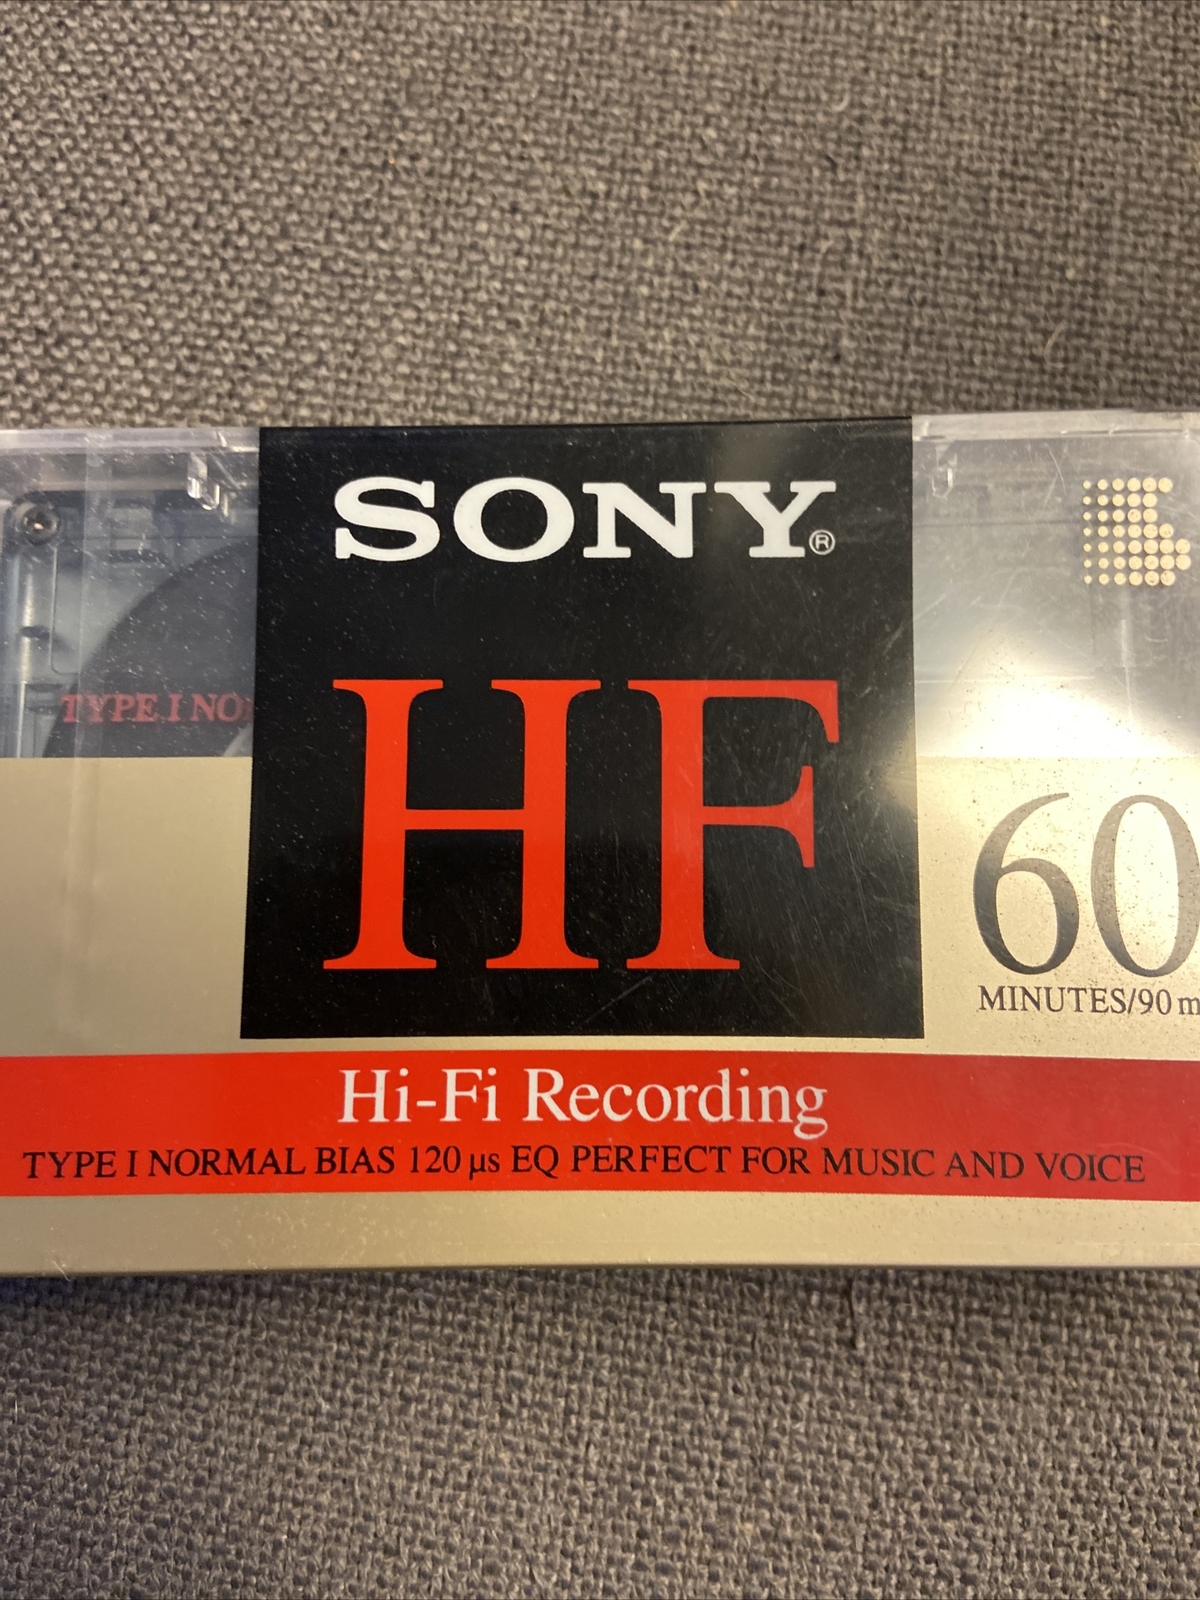 SONY®
TYPE I NO
HF
60
MINUTES/90 m
Hi-Fi Recording
TYPE I NORMAL BIAS 120 µs EQ PERFECT FOR MUSIC AND VOICE